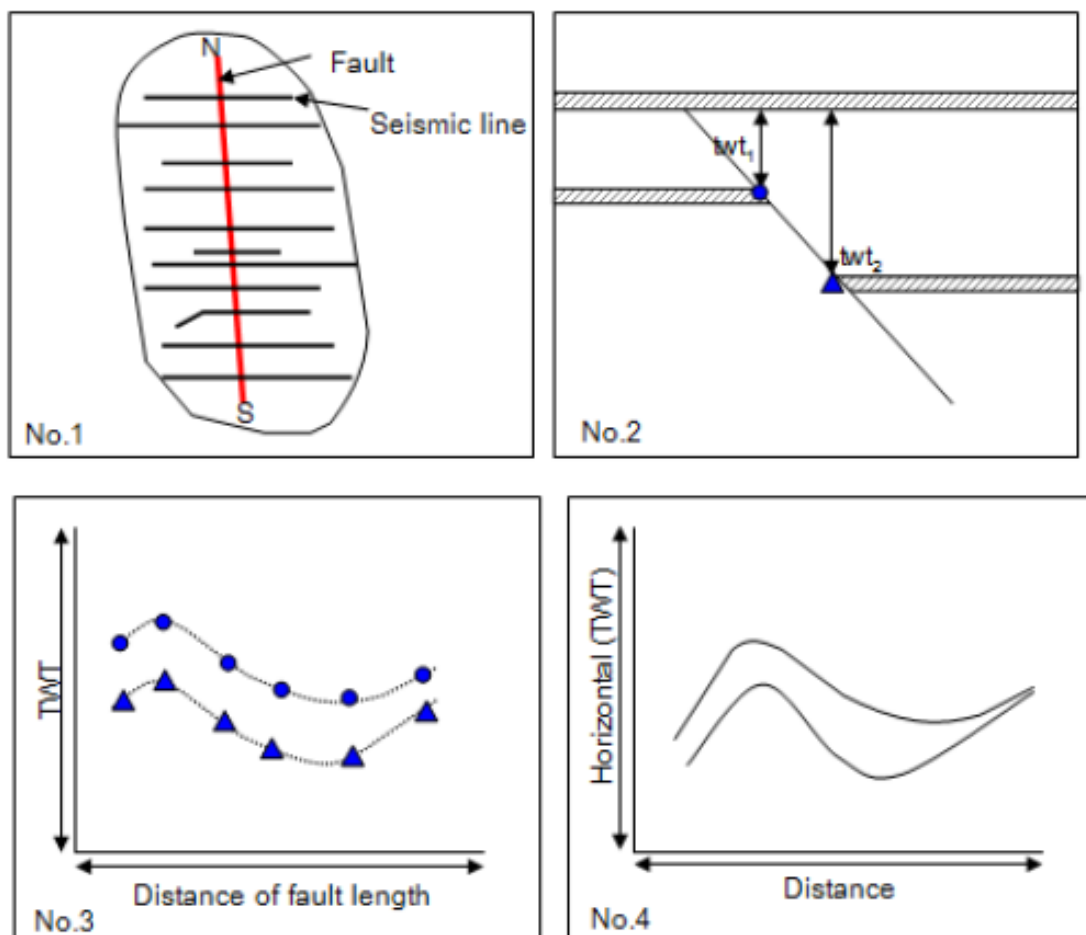 N
Fault
Seismic line
S
No.1
twt₁
twt₂
No.2
TWT
Distance of fault length
No.3
Horizontal (TWT)
Distance
No.4